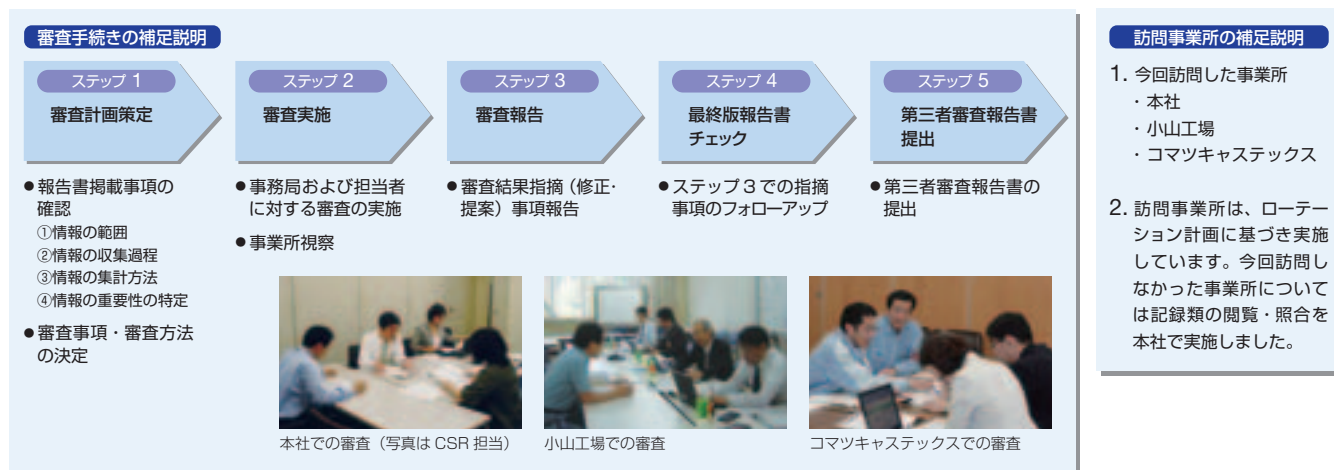 審査手続きの補足説明
ステップ 1
審査計画策定
● 報告書掲載事項の
確認
①情報の範囲
②情報の収集過程
③情報の集計方法
④情報の重要性の特定
● 審査事項・審査方法
の決定
ステップ 2
審査実施
● 事務局および担当者
に対する審査の実施
● 事業所視察
ステップ 3
審査報告
● 審査結果指摘（修正・
提案）事項報告
ステップ 4
最終版報告書
チェック
● ステップ 3 での指摘
事項のフォローアップ
ステップ 5
第三者審査報告書
提出
● 第三者審査報告書の
提出
本社での審査（写真は CSR 担当）
小山工場での審査
コマツキャステックスでの審査
訪問事業所の補足説明
1. 今回訪問した事業所
・本社
・小山工場
・コマツキャステックス
2. 訪問事業所は、ローテー
ション計画に基づき実施
しています。今回訪問し
なかった事業所について
は記録類の閲覧・照合を
本社で実施しました。